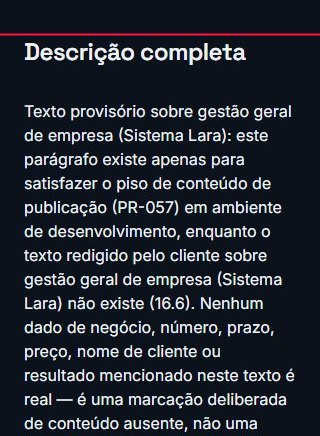 Descrição completa
Texto provisório sobre gestão geral
de empresa (Sistema Lara): este
parágrafo existe apenas para
satisfazer o piso de conteúdo de
publicação (PR-057) em ambiente
de desenvolvimento, enquanto o
texto redigido pelo cliente sobre
gestão geral de empresa (Sistema
Lara) não existe (16.6). Nenhum
dado de negócio, número, prazo,
preço, nome de cliente ou
resultado mencionado neste texto é
real — é uma marcação deliberada
de conteúdo ausente, não uma